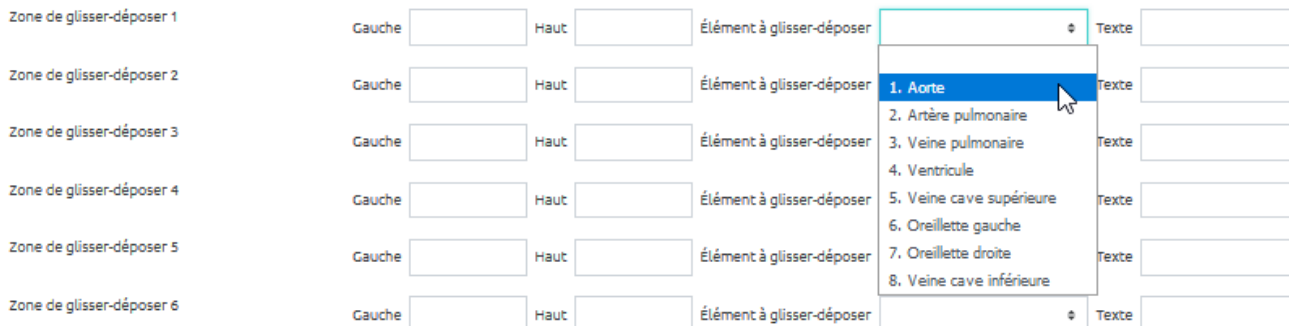 Zone de glisser-déposer 1
Gauche Haut Élément à glisser-déposer Texte
Zone de glisser-déposer 2
Gauche Haut Élément à glisser-déposer Texte
1. Aorte
2. Artère pulmonaire
Zone de glisser-déposer 3
Gauche Haut Élément à glisser-déposer Texte
3. Veine pulmonaire
4. Ventricule
Zone de glisser-déposer 4
Gauche Haut Élément à glisser-déposer Texte
5. Veine cave supérieure
6. Oreillette gauche
Zone de glisser-déposer 5
Gauche Haut Élément à glisser-déposer Texte
7. Oreillette droite
8. Veine cave inférieure
Zone de glisser-déposer 6
Gauche Haut Élément à glisser-déposer Texte